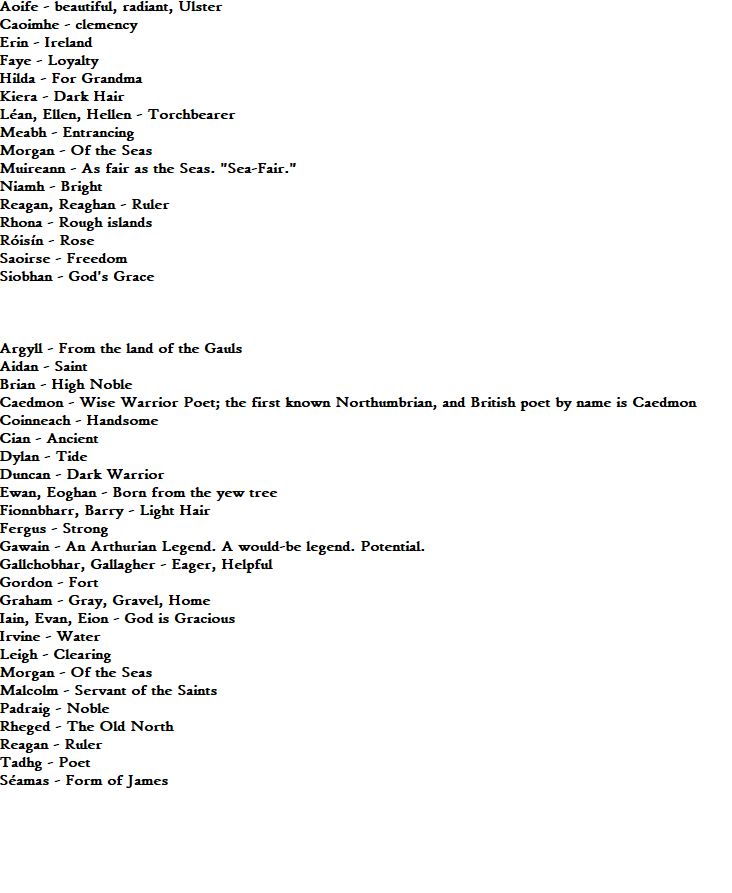 Aoife - beautiful, radiant, Ulster
Caoimhe - clemency
Erin - Ireland
Faye - Loyalty
Hilda - For Grandma
Kiera - Dark Hair
Léan, Ellen, Hellen - Torchbearer
Meabh - Entrancing
Morgan - Of the Seas
Muireann - As fair as the Seas. "Sea-Fair."
Niamh - Bright
Reagan, Reaghan - Ruler
Rhona - Rough islands
Róisín - Rose
Saoirse - Freedom
Siobhan - God's Grace
Argyll - From the land of the Gauls
Aidan - Saint
Brian - High Noble
Caedmon - Wise Warrior Poet; the first known Northumbrian, and British poet by name is Caedmon
Coinneach - Handsome
Cian - Ancient
Dylan - Tide
Duncan - Dark Warrior
Ewan, Eoghan - Born from the yew tree
Fionnbharr, Barry - Light Hair
Fergus - Strong
Gawain - An Arthurian Legend. A would-be legend. Potential.
Gallchobhar, Gallagher - Eager, Helpful
Gordon - Fort
Graham - Gray, Gravel, Home
Iain, Evan, Eion - God is Gracious
Irvine - Water
Leigh - Clearing
Morgan - Of the Seas
Malcolm - Servant of the Saints
Padraig - Noble
Rheged - The Old North
Reagan - Ruler
Tadhg - Poet
Séamas - Form of James